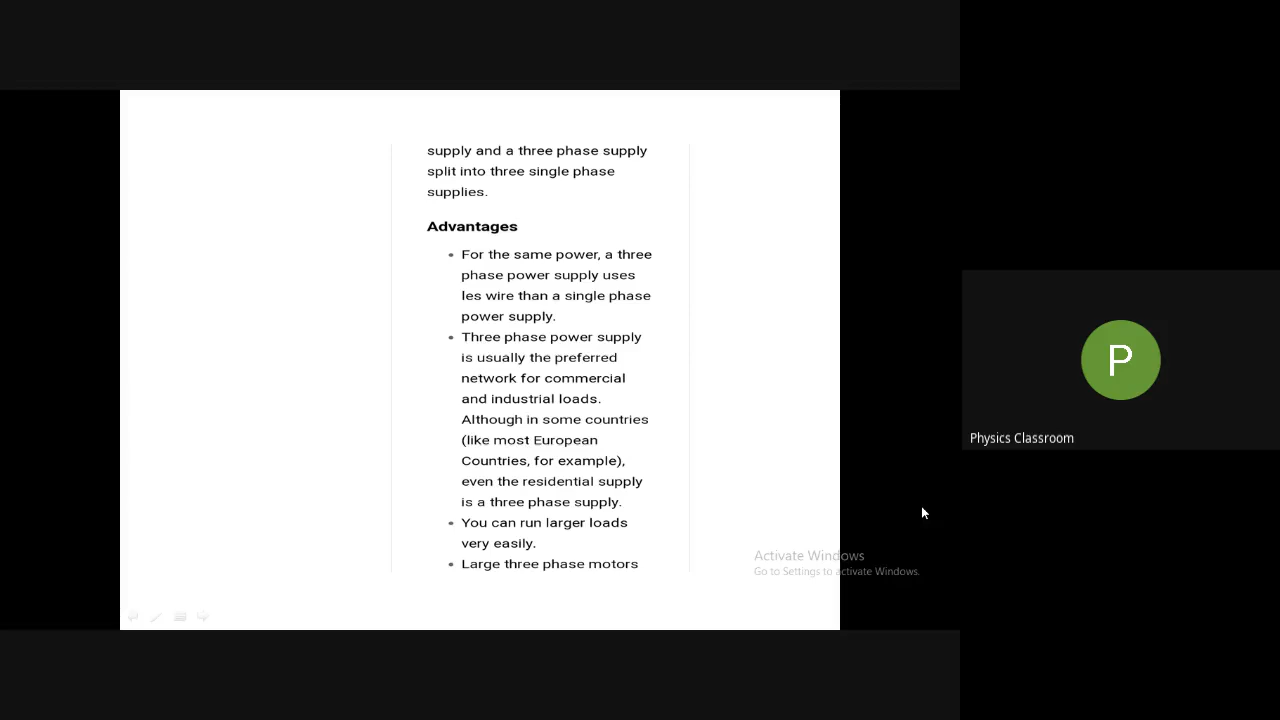 supply and a three phase supply
split into three single phase
supplies.
Advantages
• For the same power, a three
phase power supply uses
les wire than a single phase
power supply.
• Three phase power supply
is usually the preferred
network for commercial
and industrial loads.
Although in some countries
(like most European
Countries, for example),
even the residential supply
is a three phase supply.
• You can run larger loads
very easily.
• Large three phase motors
Activate Windows
Go to Settings to activate Windows.
P
Physics Classroom